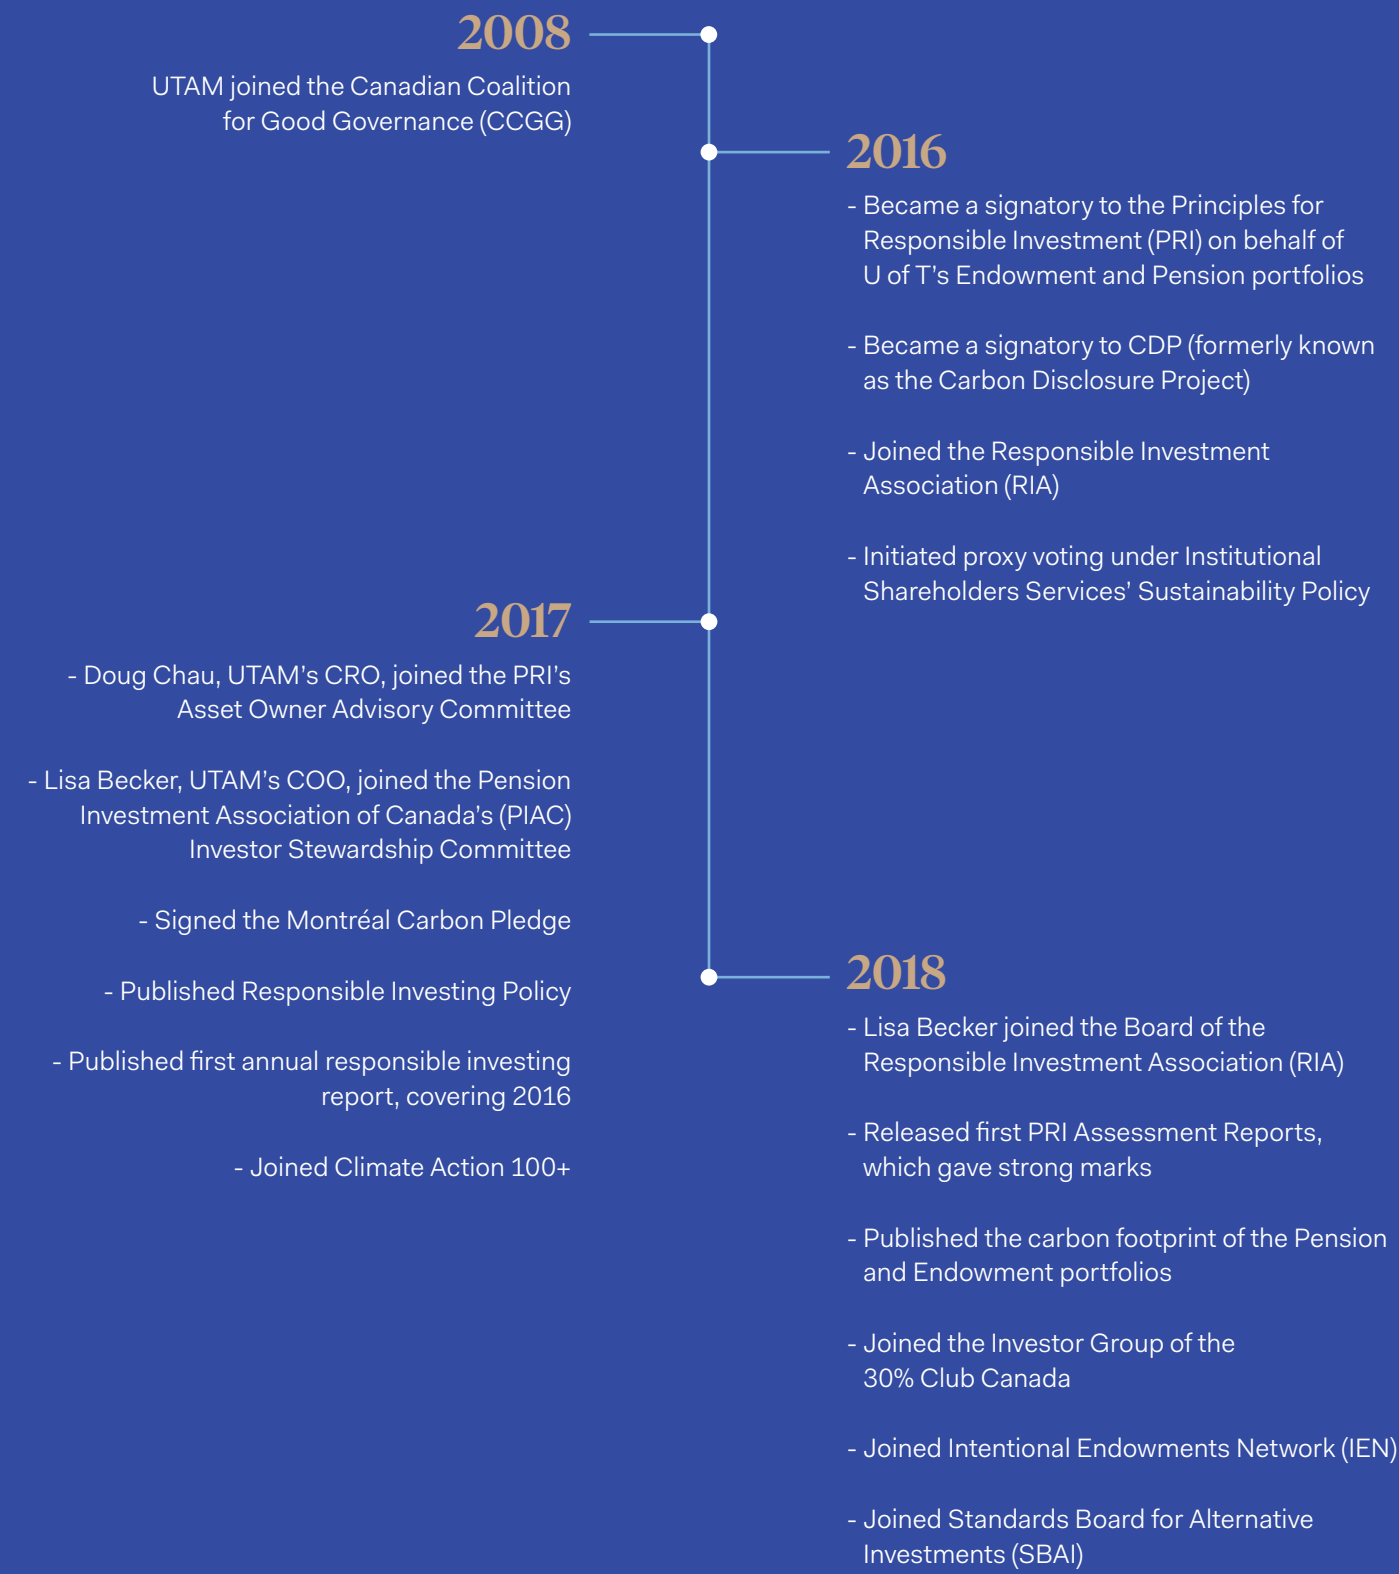 2008
UTAM joined the Canadian Coalition
for Good Governance (CCGG)
2016
- Became a signatory to the Principles for
Responsible Investment (PRI) on behalf of
U of T’s Endowment and Pension portfolios
- Became a signatory to CDP (formerly known
as the Carbon Disclosure Project)
- Joined the Responsible Investment
Association (RIA)
- Initiated proxy voting under Institutional
Shareholders Services’ Sustainability Policy
2017
- Doug Chau, UTAM’s CRO, joined the PRI’s
Asset Owner Advisory Committee
- Lisa Becker, UTAM’s COO, joined the Pension
Investment Association of Canada’s (PIAC)
Investor Stewardship Committee
- Signed the Montréal Carbon Pledge
- Published Responsible Investing Policy
- Published first annual responsible investing
report, covering 2016
- Joined Climate Action 100+
2018
- Lisa Becker joined the Board of the
Responsible Investment Association (RIA)
- Released first PRI Assessment Reports,
which gave strong marks
- Published the carbon footprint of the Pension
and Endowment portfolios
- Joined the Investor Group of the
30% Club Canada
- Joined Intentional Endowments Network (IEN)
- Joined Standards Board for Alternative
Investments (SBAI)